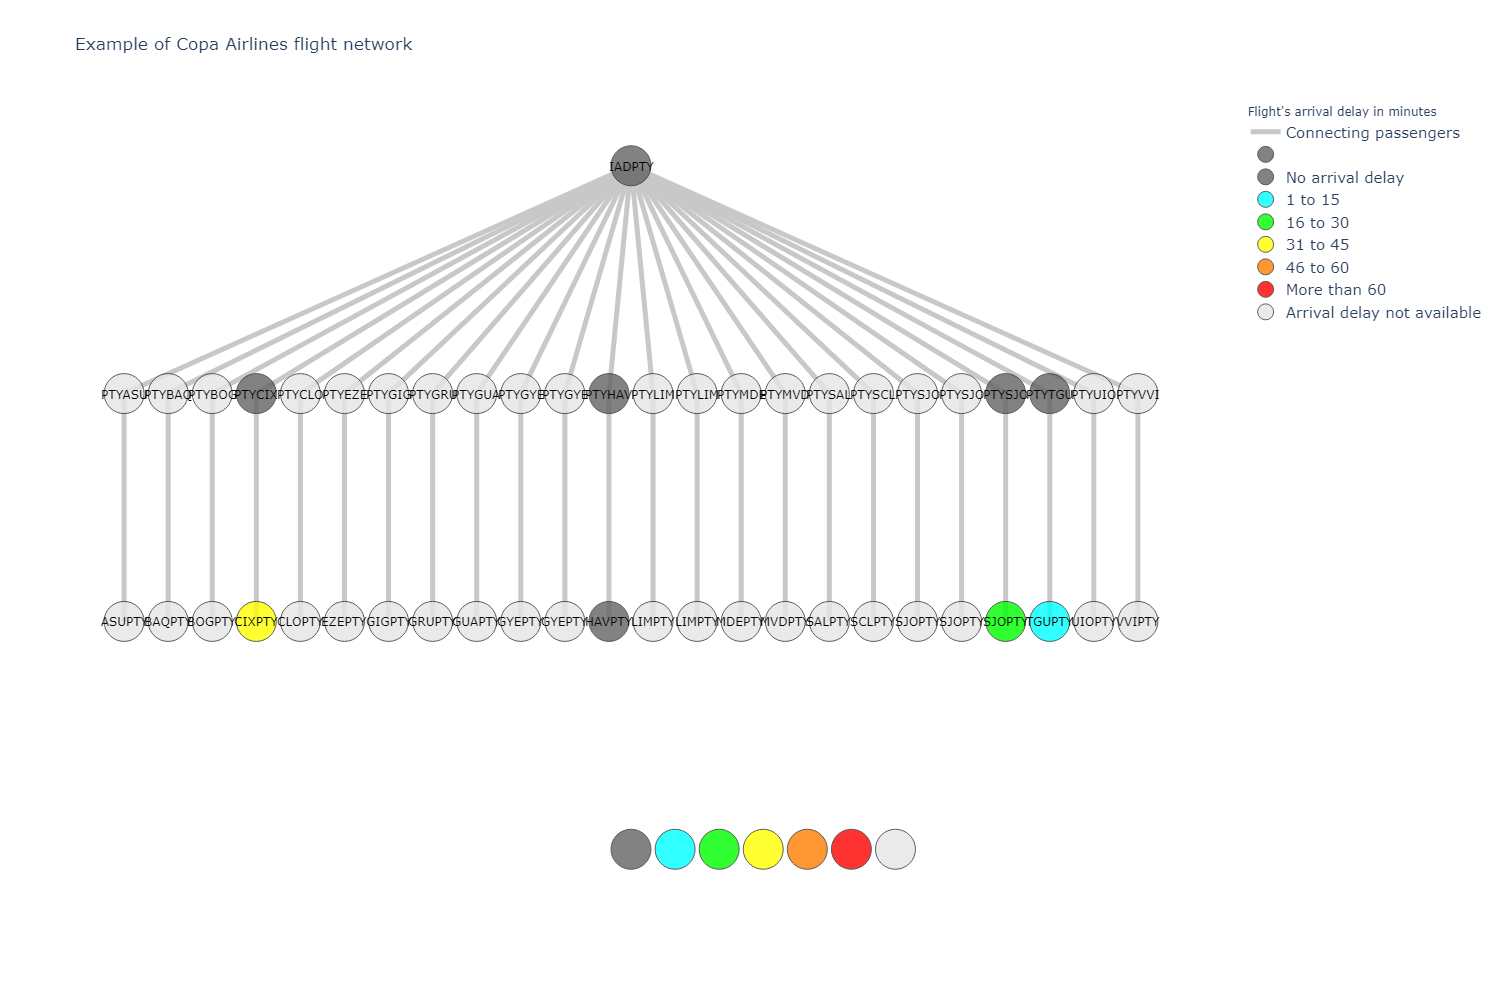 Example of Copa Airlines flight network
Flight's arrival delay in minutes
Connecting passengers
No arrival delay
1 to 15
16 to 30
31 to 45
46 to 60
More than 60
Arrival delay not available
IADPTY
PTYASU PTYBAQ PTYBOG PTYCIX PTYCLO PTYEZE PTYGIG PTYGRU PTYGUA PTYGYE PTYGYE PTYHAV PTYLIM PTYLIM PTYMDE PTYMVD PTYSAL PTYSCL PTYSJO PTYSJO PTYSJO PTYTGU PTYUIO PTYVVI
ASUPTY BAQPTY BOGPTY CIXPTY CLOPTY EZEPTY GIGPTY GRUPTY GUAPTY GYEPTY GYEPTY HAVPTY LIMPTY LIMPTY MDEPTY MVDPTY SALPTY SCLPTY SJOPTY SJOPTY SJOPTY TGUPTY UIOPTY VVIPTY